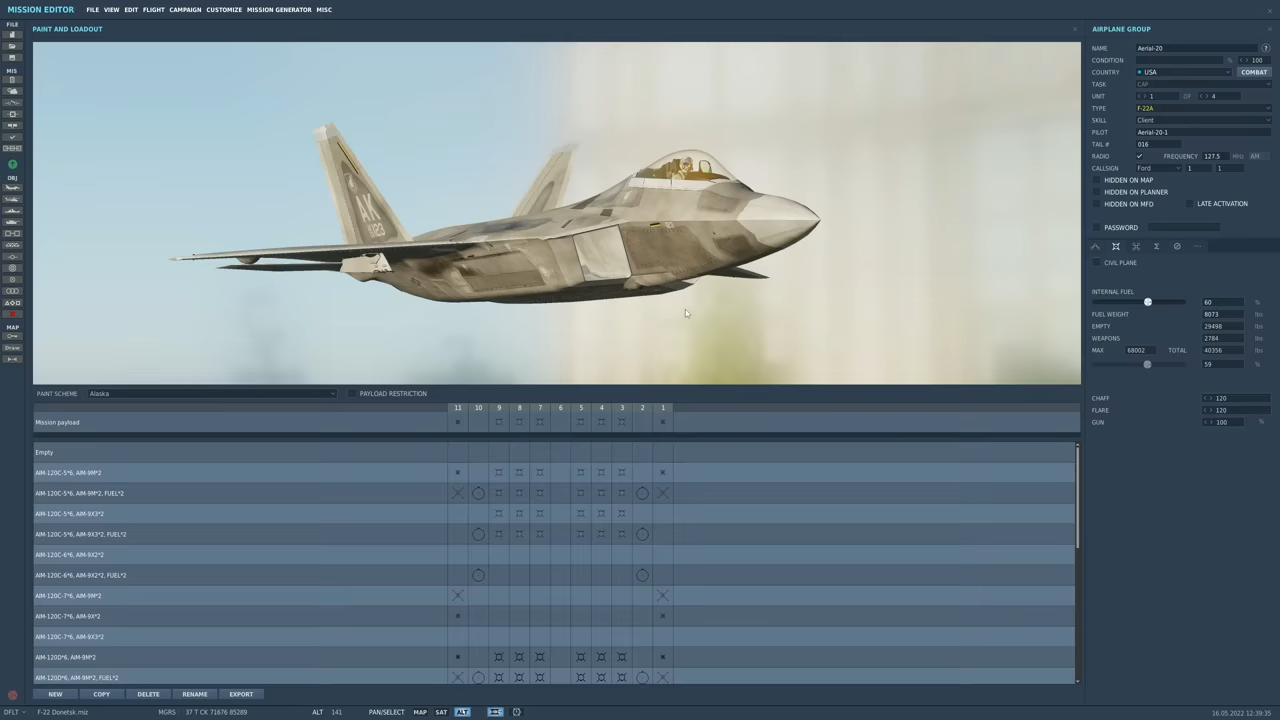 MISSION EDITOR FILE VIEW EDIT FLIGHT CAMPAIGN CUSTOMIZE MISSION GENERATOR MISC
FILE
MIS
OBJ
MAP
Draw
PAINT AND LOADOUT
AK
PAINT SCHEME Alaska PAYLOAD RESTRICTION
11 10 9 8 7 6 5 4 3 2 1
Mission payload
Empty
AIM-120C-5*6, AIM-9M*2
AIM-120C-5*6, AIM-9M*2, FUEL*2
AIM-120C-5*6, AIM-9X3*2
AIM-120C-5*6, AIM-9X3*2, FUEL*2
AIM-120C-6*6, AIM-9X2*2
AIM-120C-6*6, AIM-9X2*2, FUEL*2
AIM-120C-7*6, AIM-9M*2
AIM-120C-7*6, AIM-9X*2
AIM-120C-7*6, AIM-9X3*2
AIM-120D*6, AIM-9M*2
AIM-120D*6, AIM-9M*2, FUEL*2
NEW COPY DELETE RENAME EXPORT
AIRPLANE GROUP
NAME Aerial-20 ?
CONDITION % < > 100
COUNTRY USA COMBAT
TASK CAP
UNIT < > 1 OF < > 4
TYPE F-22A
SKILL Client
PILOT Aerial-20-1
TAIL # 016
RADIO FREQUENCY 127.5 MHz AM
CALLSIGN Ford 1 1
HIDDEN ON MAP
HIDDEN ON PLANNER
HIDDEN ON MFD LATE ACTIVATION
PASSWORD
CIVIL PLANE
INTERNAL FUEL
60 %
FUEL WEIGHT 8073 lbs
EMPTY 29498 lbs
WEAPONS 2784 lbs
MAX 68002 TOTAL 40356 lbs
59 %
CHAFF < > 120
FLARE < > 120
GUN < > 100 %
DFLT F-22 Donetsk.miz MGRS 37 T CK 71676 85289 ALT 141 PAN/SELECT MAP SAT ALT 16.05.2022 12:39:35